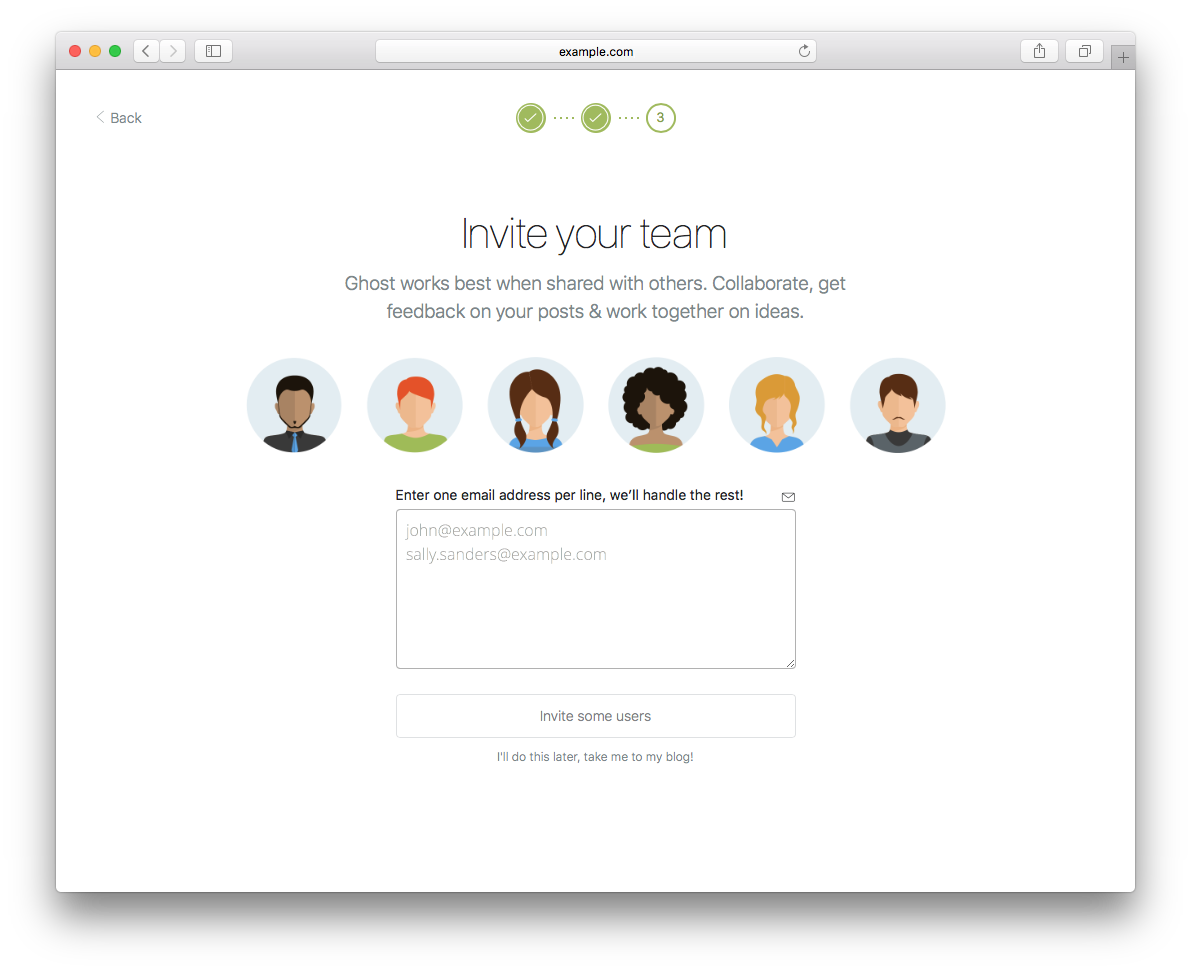 example.com
Back
3
Invite your team
Ghost works best when shared with others. Collaborate, get
feedback on your posts & work together on ideas.
Enter one email address per line, we’ll handle the rest!
john@example.com
sally.sanders@example.com
Invite some users
I'll do this later, take me to my blog!